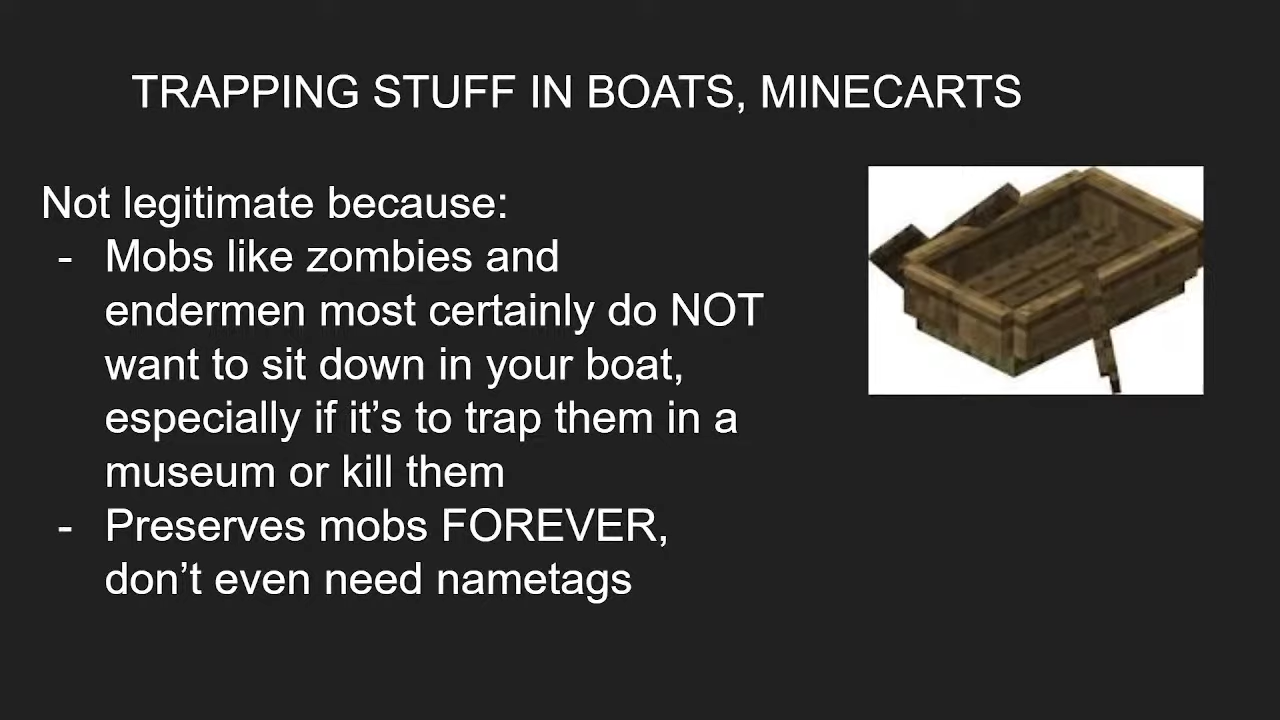 TRAPPING STUFF IN BOATS, MINECARTS
Not legitimate because:
- Mobs like zombies and
endermen most certainly do NOT
want to sit down in your boat,
especially if it’s to trap them in a
museum or kill them
- Preserves mobs FOREVER,
don’t even need nametags